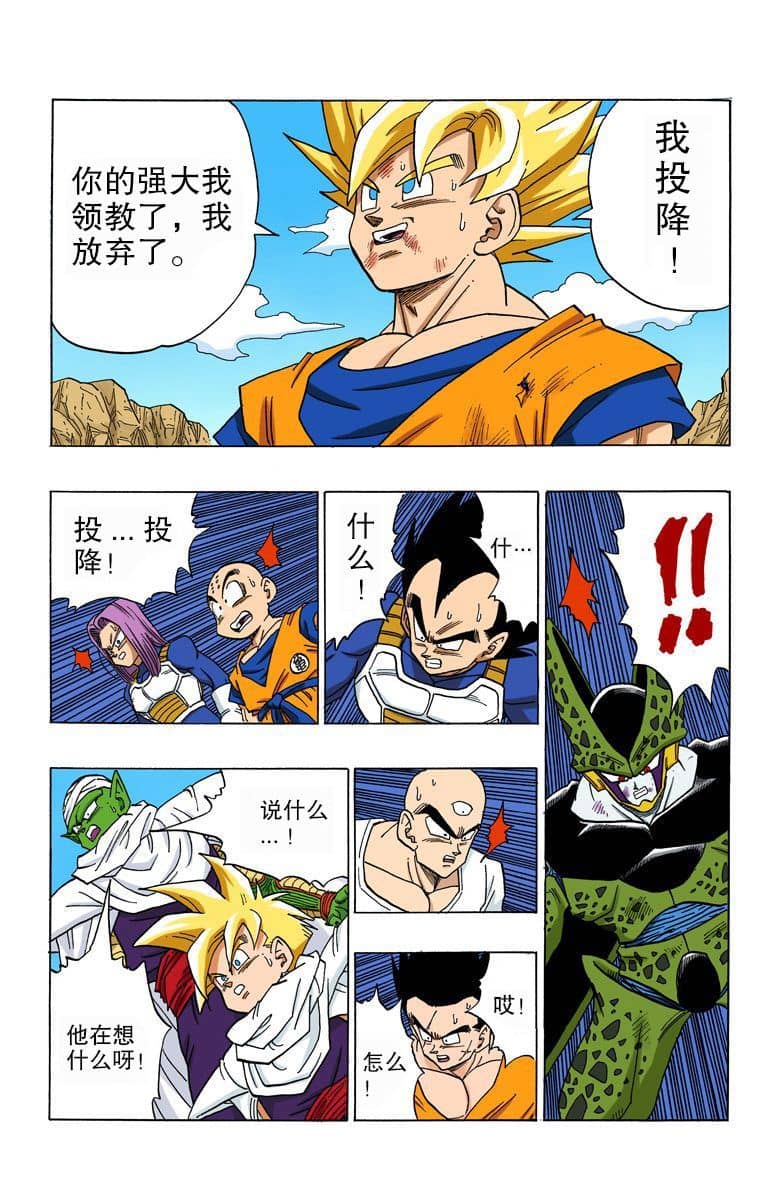 我
投
降
！
你的强大我
领教了，我
放弃了。
!!
什…
什
么
！
投…投
降！
说什么
…！
他在想
什么呀！
哎！
怎么
！